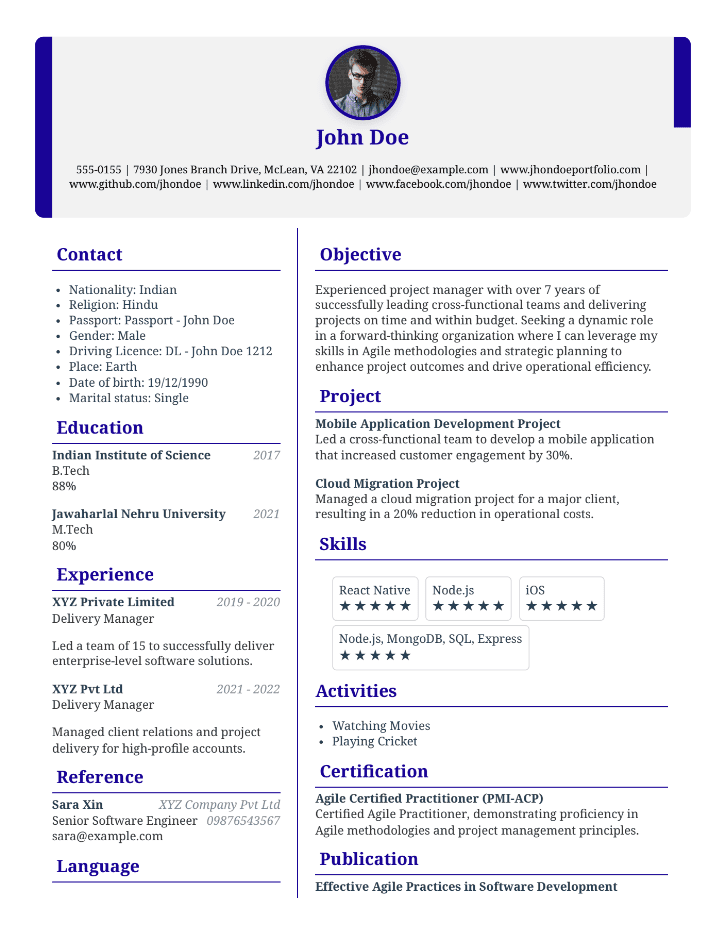 John Doe
555-0155 | 7930 Jones Branch Drive, McLean, VA 22102 | jhondoe@example.com | www.jhondoeportfolio.com |
www.github.com/jhondoe | www.linkedin.com/jhondoe | www.facebook.com/jhondoe | www.twitter.com/jhondoe
Contact
• Nationality: Indian
• Religion: Hindu
• Passport: Passport - John Doe
• Gender: Male
• Driving Licence: DL - John Doe 1212
• Place: Earth
• Date of birth: 19/12/1990
• Marital status: Single
Education
Indian Institute of Science 2017
B.Tech
88%
Jawaharlal Nehru University 2021
M.Tech
80%
Experience
XYZ Private Limited 2019 - 2020
Delivery Manager
Led a team of 15 to successfully deliver
enterprise-level software solutions.
XYZ Pvt Ltd 2021 - 2022
Delivery Manager
Managed client relations and project
delivery for high-profile accounts.
Reference
Sara Xin XYZ Company Pvt Ltd
Senior Software Engineer 09876543567
sara@example.com
Language
Objective
Experienced project manager with over 7 years of
successfully leading cross-functional teams and delivering
projects on time and within budget. Seeking a dynamic role
in a forward-thinking organization where I can leverage my
skills in Agile methodologies and strategic planning to
enhance project outcomes and drive operational efficiency.
Project
Mobile Application Development Project
Led a cross-functional team to develop a mobile application
that increased customer engagement by 30%.
Cloud Migration Project
Managed a cloud migration project for a major client,
resulting in a 20% reduction in operational costs.
Skills
React Native Node.js iOS
★★★★★ ★★★★★ ★★★★★
Node.js, MongoDB, SQL, Express
★★★★★
Activities
• Watching Movies
• Playing Cricket
Certification
Agile Certified Practitioner (PMI-ACP)
Certified Agile Practitioner, demonstrating proficiency in
Agile methodologies and project management principles.
Publication
Effective Agile Practices in Software Development